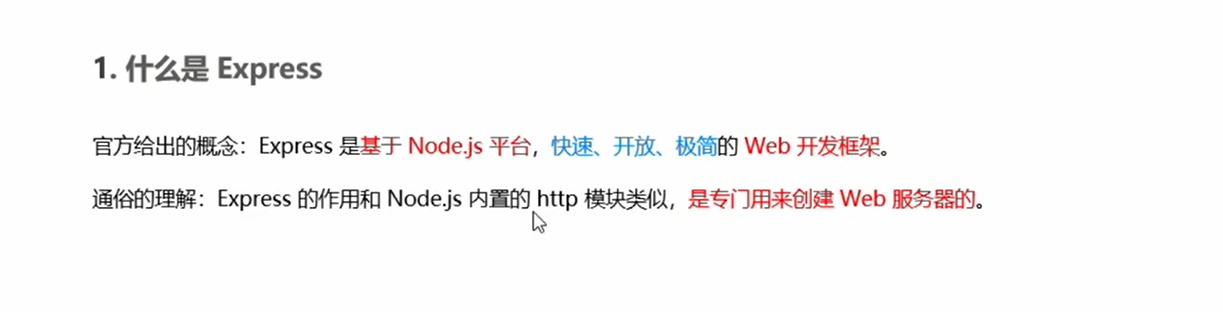 1. 什么是 Express
官方给出的概念：Express 是基于 Node.js 平台，快速、开放、极简的 Web 开发框架。
通俗的理解：Express 的作用和 Node.js 内置的 http 模块类似，是专门用来创建 Web 服务器的。